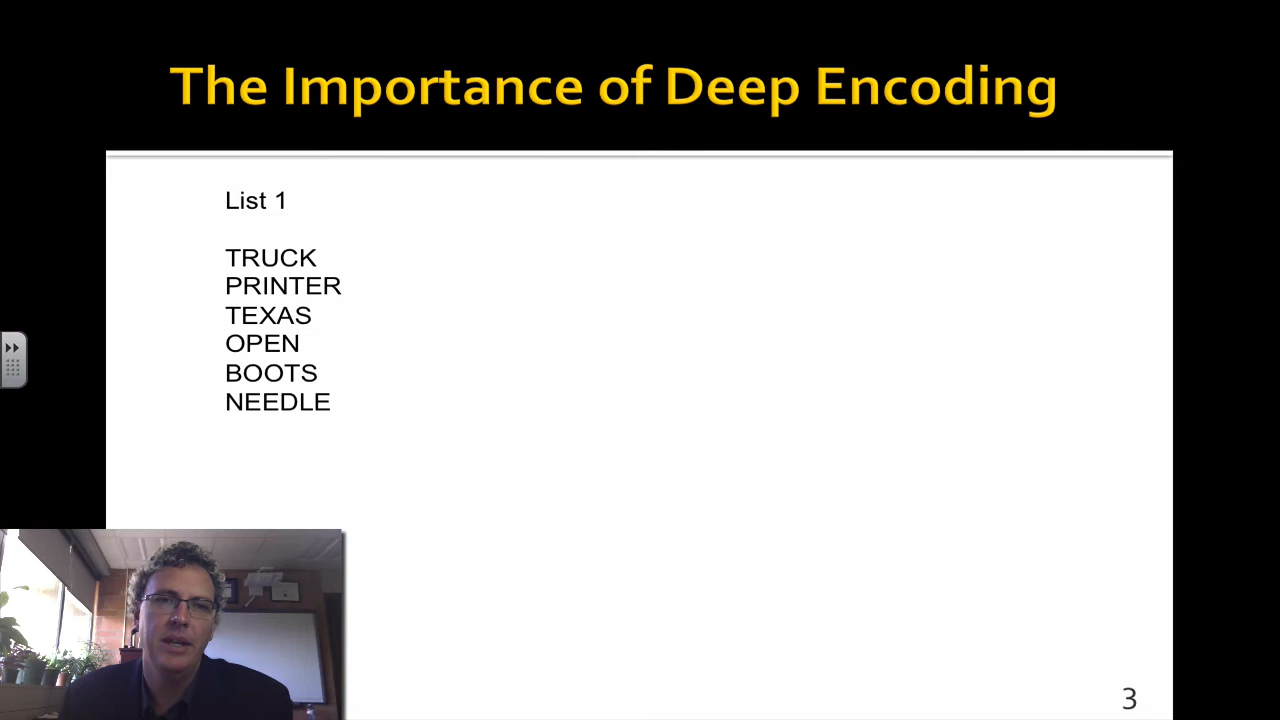 The Importance of Deep Encoding
List 1
TRUCK
PRINTER
TEXAS
OPEN
BOOTS
NEEDLE
3